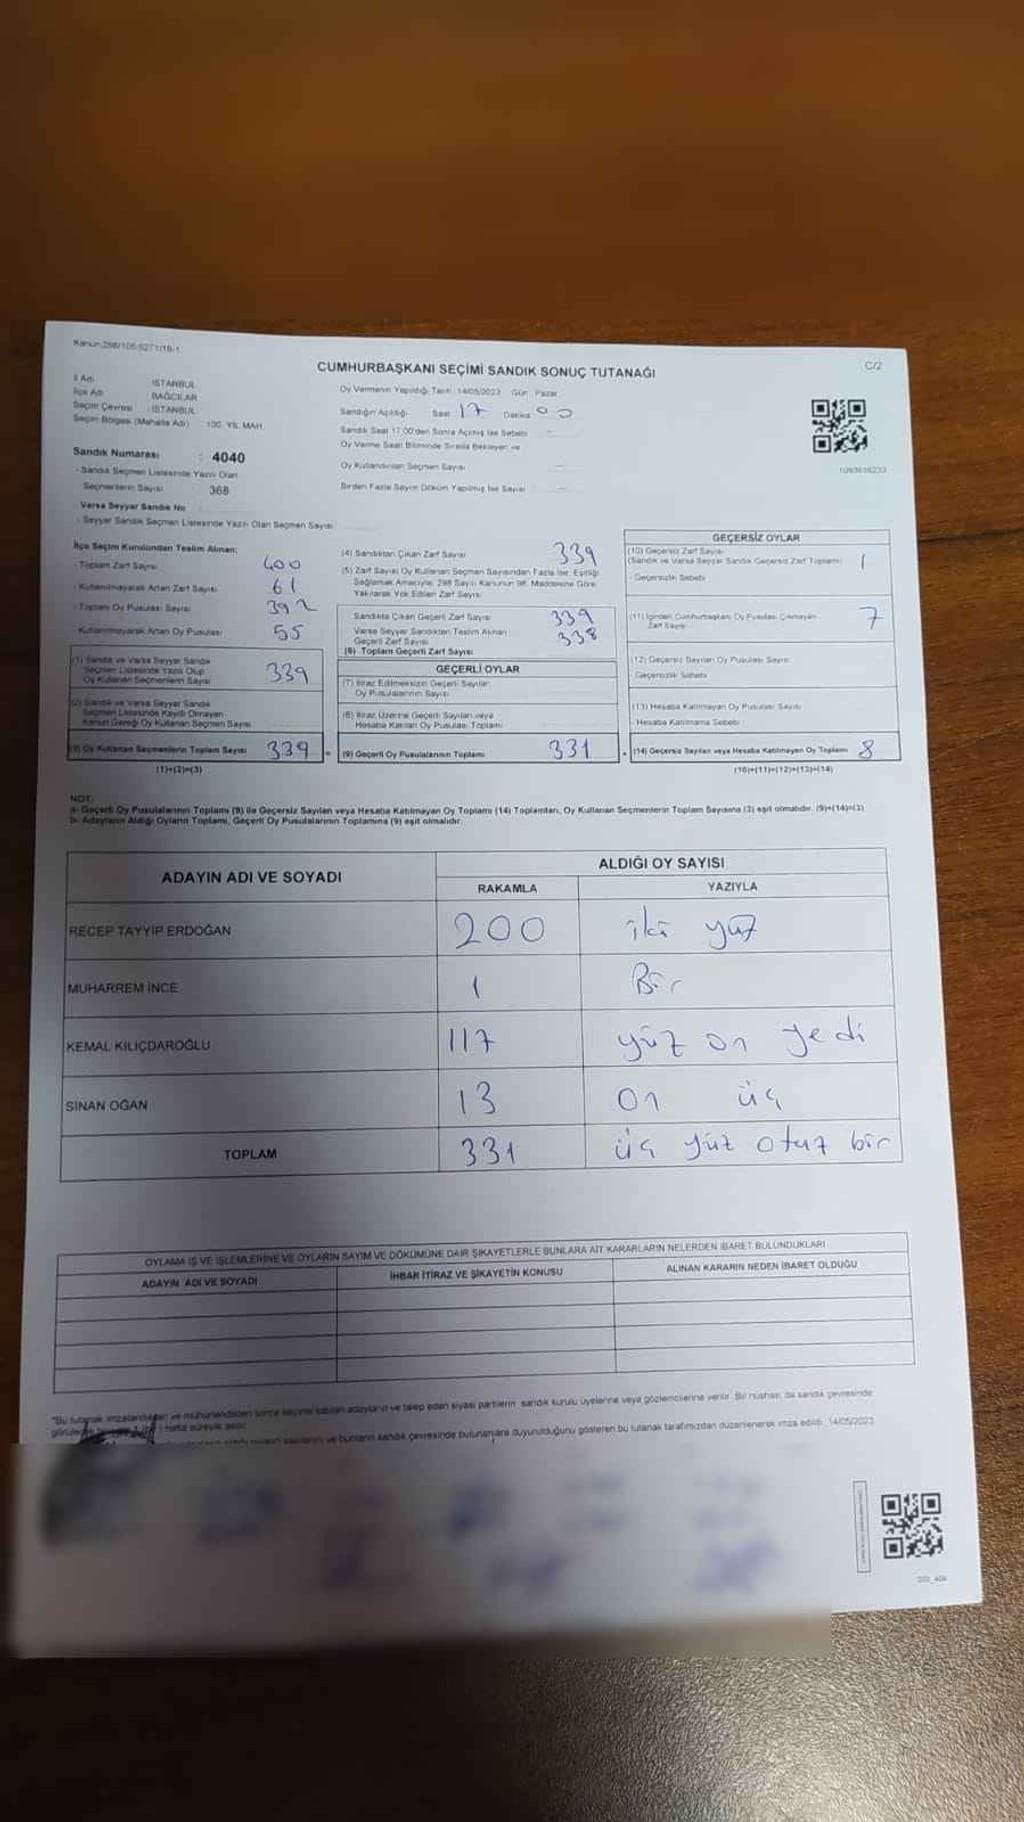 Kanun:298/105-6271/18-1
CUMHURBAŞKANI SEÇİMİ SANDIK SONUÇ TUTANAĞI
C/2
İl Adı İSTANBUL
İlçe Adı BAĞCILAR
Seçim Çevresi : İSTANBUL
Seçim Bölgesi (Mahalle Adı) 100. YIL MAH.
Sandık Numarası : 4040
- Sandık Seçmen Listesinde Yazılı Olan
Seçmenlerin Sayısı 368
Varsa Seyyar Sandık No
- Seyyar Sandık Seçmen Listesinde Yazılı Olan Seçmen Sayısı
Oy Vermenin Yapıldığı Tarih : 14/05/2023 Gün : Pazar
Sandığın Açıldığı Saat 17 Dakika 00
Sandık Saat 17:00'den Sonra Açılmış İse Sebebi
Oy Verme Saati Bitiminde Sırada Bekleyen ve
Oy Kullandırılan Seçmen Sayısı
Birden Fazla Sayım Döküm Yapılmış İse Sayısı
1093616233
İlçe Seçim Kurulundan Teslim Alınan;
- Toplam Zarf Sayısı 400
- Kullanılmayarak Artan Zarf Sayısı 61
- Toplam Oy Pusulası Sayısı 392
Kullanılmayarak Artan Oy Pusulası 55
(1) Sandık ve Varsa Seyyar Sandık
Seçmen Listesinde Yazılı Olup
Oy Kullanan Seçmenlerin Sayısı 339
(2) Sandık ve Varsa Seyyar Sandık
Seçmen Listesinde Kayıtlı Olmayan
Kanun Gereği Oy Kullanan Seçmen Sayısı
(3) Oy Kullanan Seçmenlerin Toplam Sayısı 339
(1)+(2)=(3)
(4) Sandıktan Çıkan Zarf Sayısı 339
(5) Zarf Sayısı Oy Kullanan Seçmen Sayısından Fazla İse, Eşitliği
Sağlamak Amacıyla; 298 Sayılı Kanunun 98. Maddesine Göre
Yakılarak Yok Edilen Zarf Sayısı
Sandıkta Çıkan Geçerli Zarf Sayısı 339
Varsa Seyyar Sandıktan Teslim Alınan
Geçerli Zarf Sayısı 338
(6) Toplam Geçerli Zarf Sayısı
GEÇERLİ OYLAR
(7) İtiraz Edilmeksizin Geçerli Sayılan
Oy Pusulalarının Sayısı
(8) İtiraz Üzerine Geçerli Sayılan veya
Hesaba Katılan Oy Pusulası Toplamı
(9) Geçerli Oy Pusulalarının Toplamı 331
GEÇERSİZ OYLAR
(10) Geçersiz Zarf Sayısı
(Sandık ve Varsa Seyyar Sandık Geçersiz Zarf Toplamı) 1
- Geçersizlik Sebebi
(11) İçinden Cumhurbaşkanı Oy Pusulası Çıkmayan
Zarf Sayısı 7
(12) Geçersiz Sayılan Oy Pusulası Sayısı
- Geçersizlik Sebebi
(13) Hesaba Katılmayan Oy Pusulası Sayısı
- Hesaba Katılmama Sebebi
(14) Geçersiz Sayılan veya Hesaba Katılmayan Oy Toplamı 8
(10)+(11)+(12)+(13)=(14)
NOT:
a- Geçerli Oy Pusulalarının Toplamı (9) ile Geçersiz Sayılan veya Hesaba Katılmayan Oy Toplamı (14) Toplamları, Oy Kullanan Seçmenlerin Toplam Sayısına (3) eşit olmalıdır. (9)+(14)=(3)
b- Adayların Aldığı Oyların Toplamı, Geçerli Oy Pusulalarının Toplamına (9) eşit olmalıdır.
ADAYIN ADI VE SOYADI
ALDIĞI OY SAYISI
RAKAMLA YAZIYLA
RECEP TAYYİP ERDOĞAN 200 iki yüz
MUHARREM İNCE 1 Bir
KEMAL KILIÇDAROĞLU 117 yüz on yedi
SİNAN OĞAN 13 on üç
TOPLAM 331 üç yüz otuz bir
OYLAMA İŞ VE İŞLEMLERİNE VE OYLARIN SAYIM VE DÖKÜMÜNE DAİR ŞİKAYETLERLE BUNLARA AİT KARARLARIN NELERDEN İBARET BULUNDUKLARI
ADAYIN ADI VE SOYADI
İHBAR İTİRAZ VE ŞİKAYETİN KONUSU
ALINAN KARARIN NEDEN İBARET OLDUĞU
"Bu tutanak imzalandıktan ve mühürlendikten sonra seçime katılan adayların ve talep eden siyasi partilerin sandık kurulu üyelerine veya gözlemcilerine verilir. Bir nüshası da sandık çevresinde
hafta süreyle asılır.
ve bunların sandık çevresinde bulunanlara duyurulduğunu gösteren bu tutanak tarafımızdan düzenlenerek imza edildi. 14/05/2023